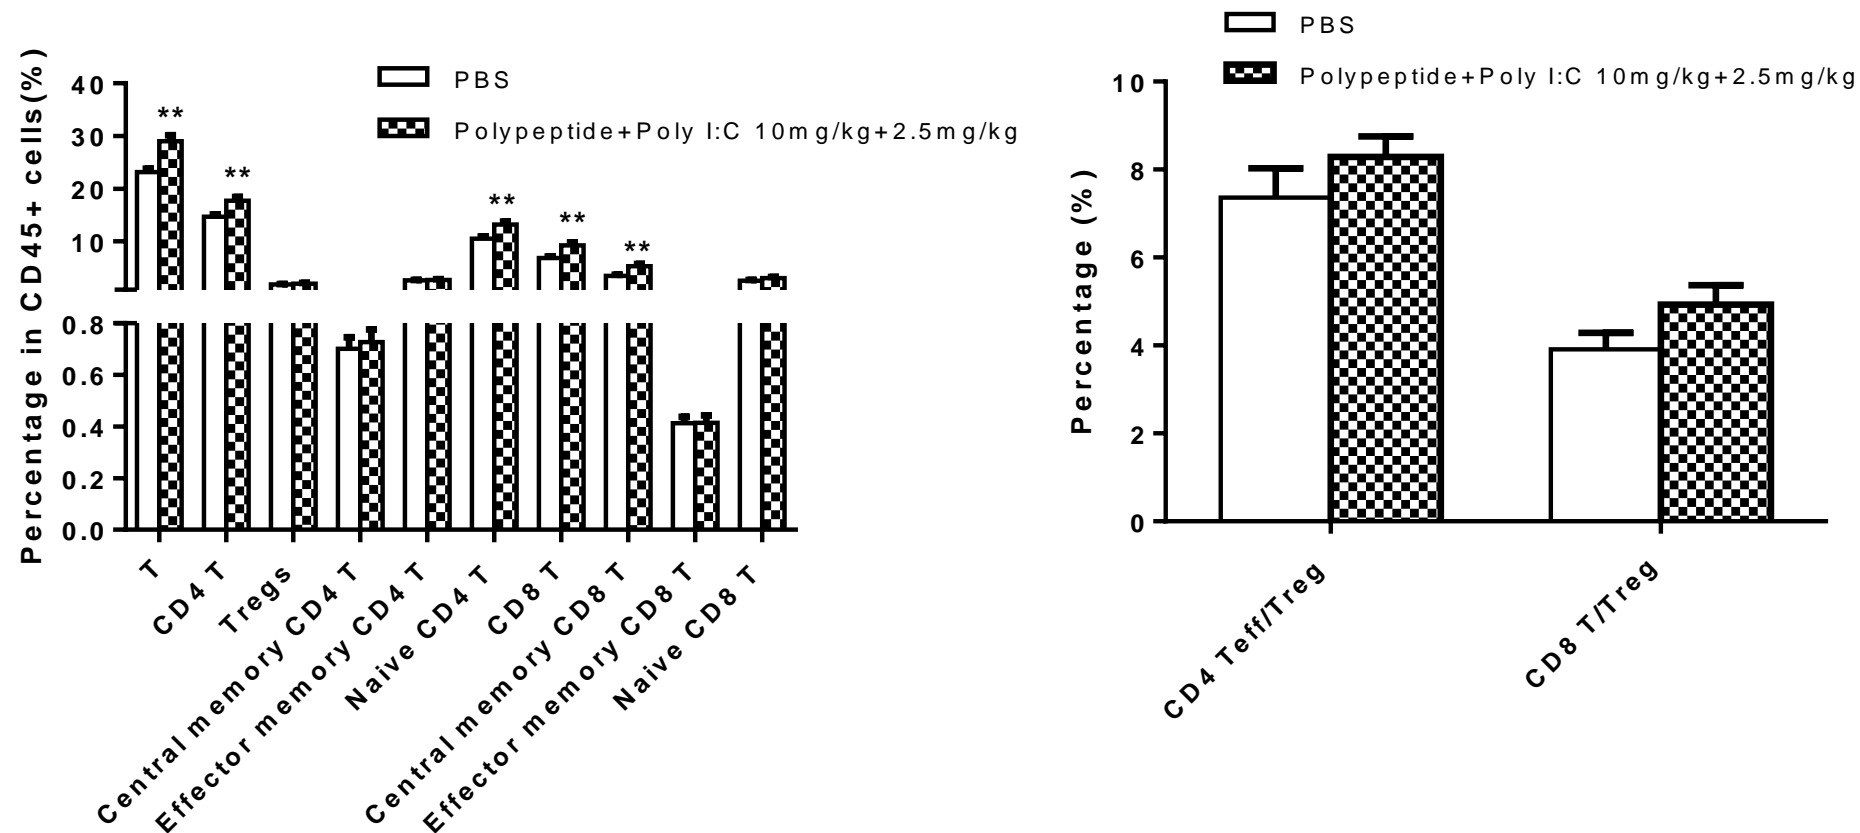 PBS
Polypeptide+Poly I:C 10mg/kg+2.5mg/kg
Percentage in CD45+ cells(%)
40
30
20
10
0.8
0.6
0.4
0.2
0.0
**
**
**
**
**
T
CD4 T
Tregs
Central memory CD4 T
Effector memory CD4 T
Naive CD4 T
CD8 T
Central memory CD8 T
Effector memory CD8 T
Naive CD8 T
PBS
Polypeptide+Poly I:C 10mg/kg+2.5mg/kg
Percentage (%)
10
8
6
4
2
0
CD4 Teff/Treg
CD8 T/Treg